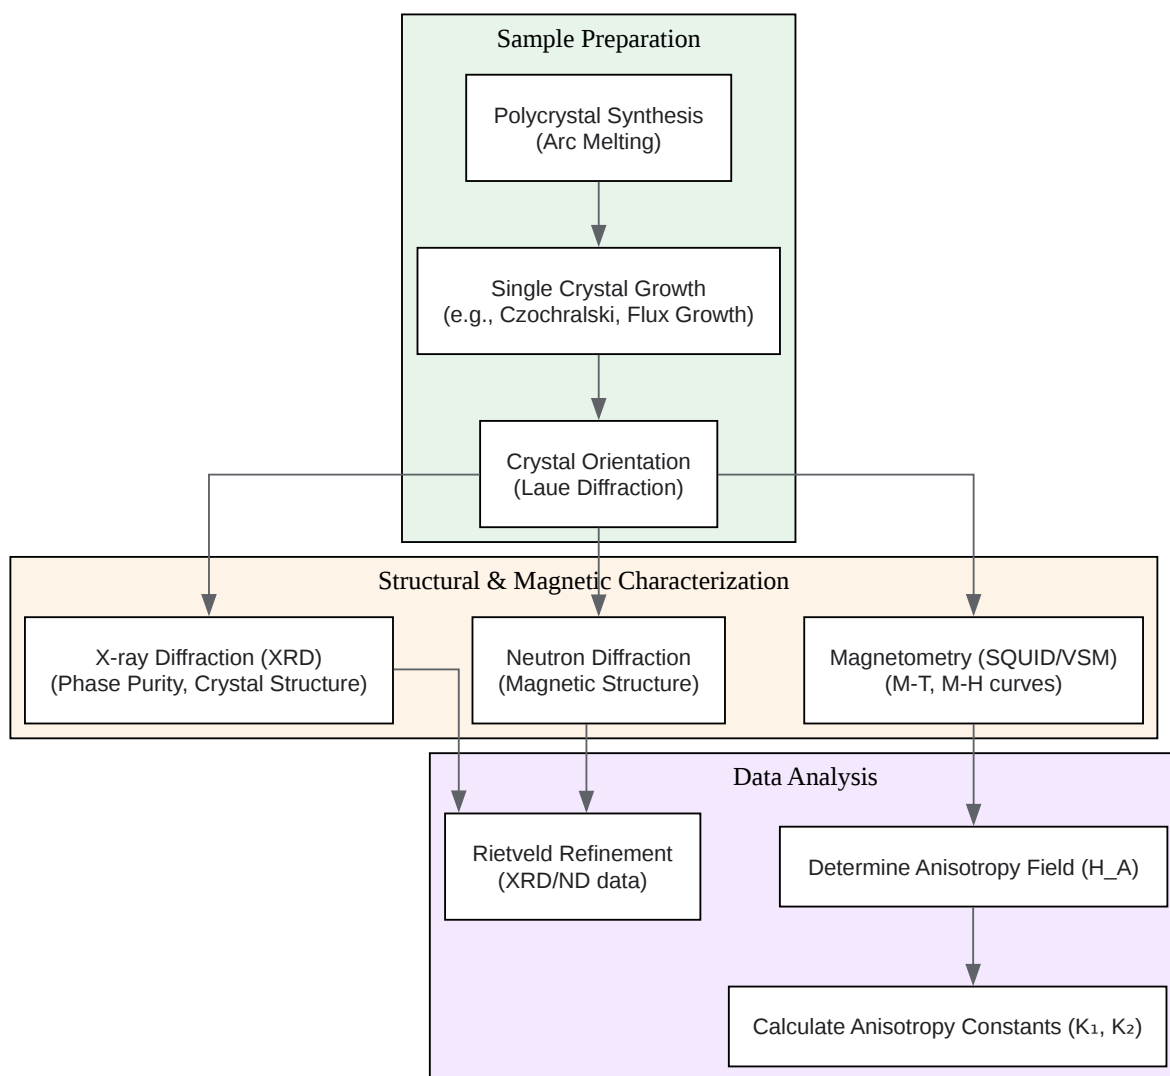 Sample Preparation
Polycrystal Synthesis
(Arc Melting)
Single Crystal Growth
(e.g., Czochralski, Flux Growth)
Crystal Orientation
(Laue Diffraction)
Structural & Magnetic Characterization
X-ray Diffraction (XRD)
(Phase Purity, Crystal Structure)
Neutron Diffraction
(Magnetic Structure)
Magnetometry (SQUID/VSM)
(M-T, M-H curves)
Data Analysis
Rietveld Refinement
(XRD/ND data)
Determine Anisotropy Field (H_A)
Calculate Anisotropy Constants (K₁, K₂)